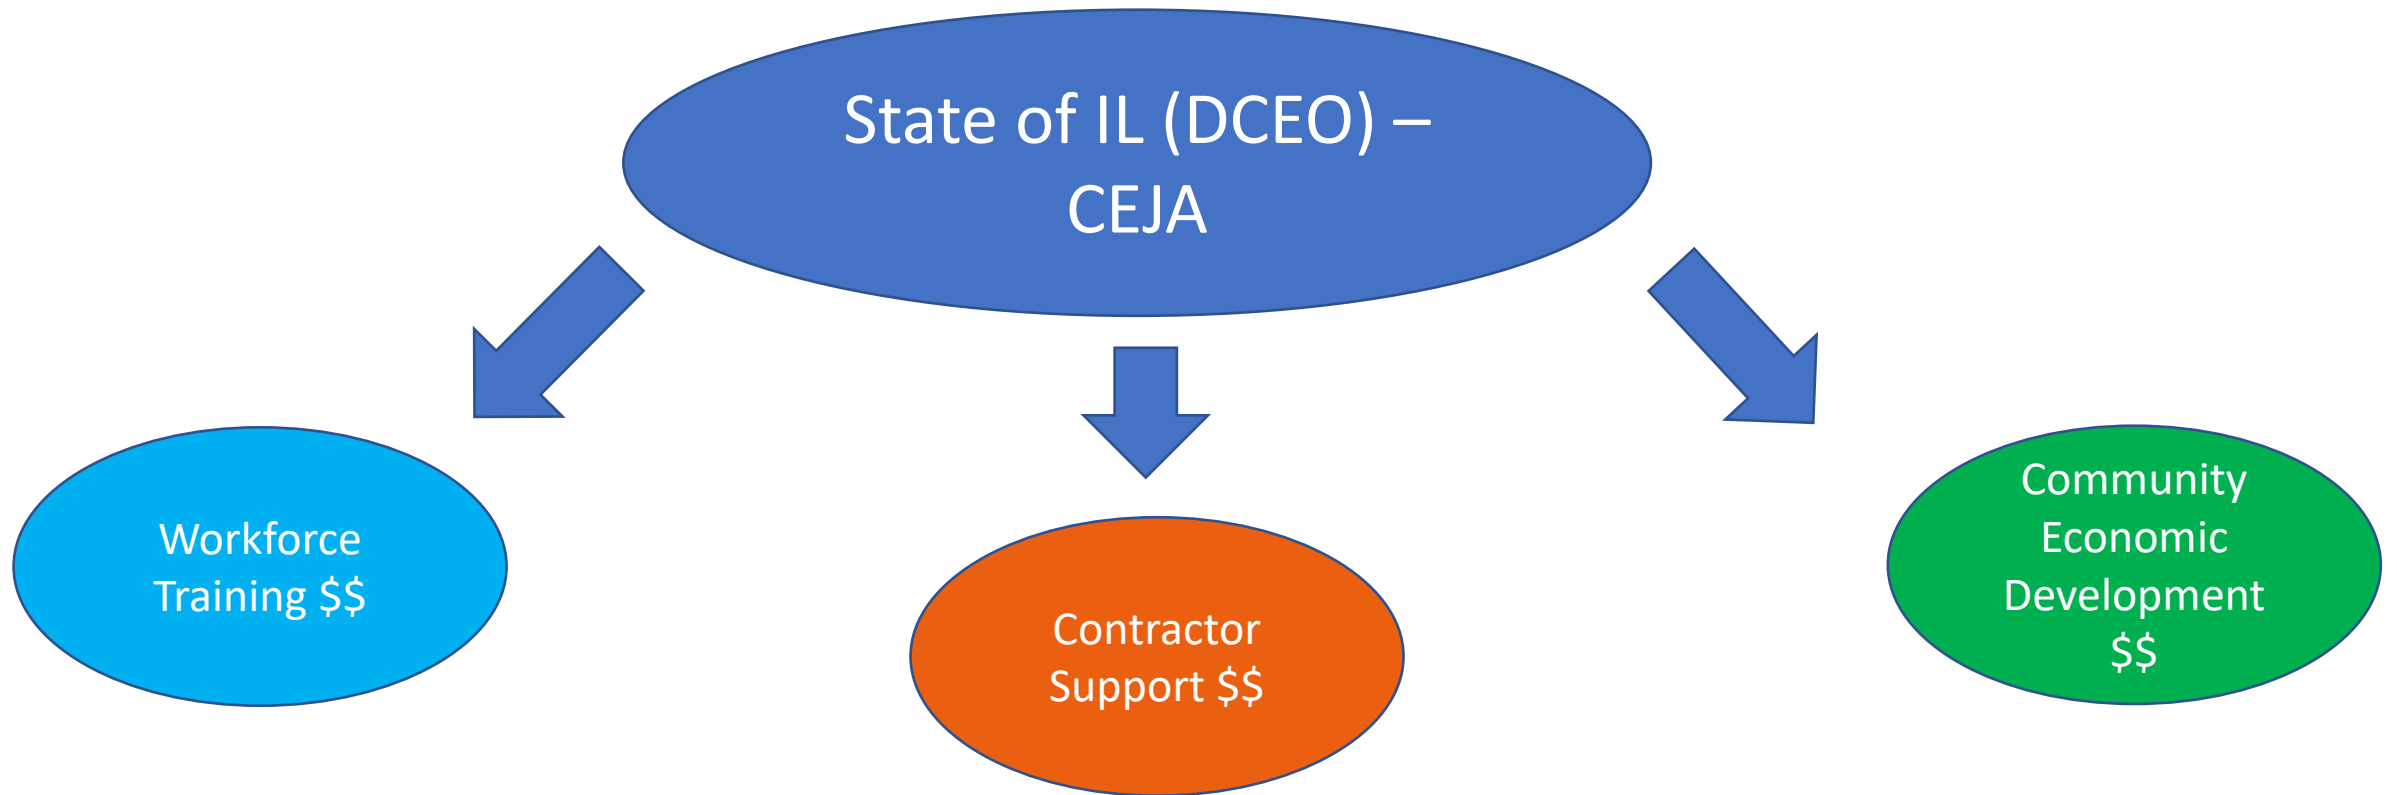 State of IL (DCEO) –
CEJA
Workforce
Training $$
Contractor
Support $$
Community
Economic
Development
$$